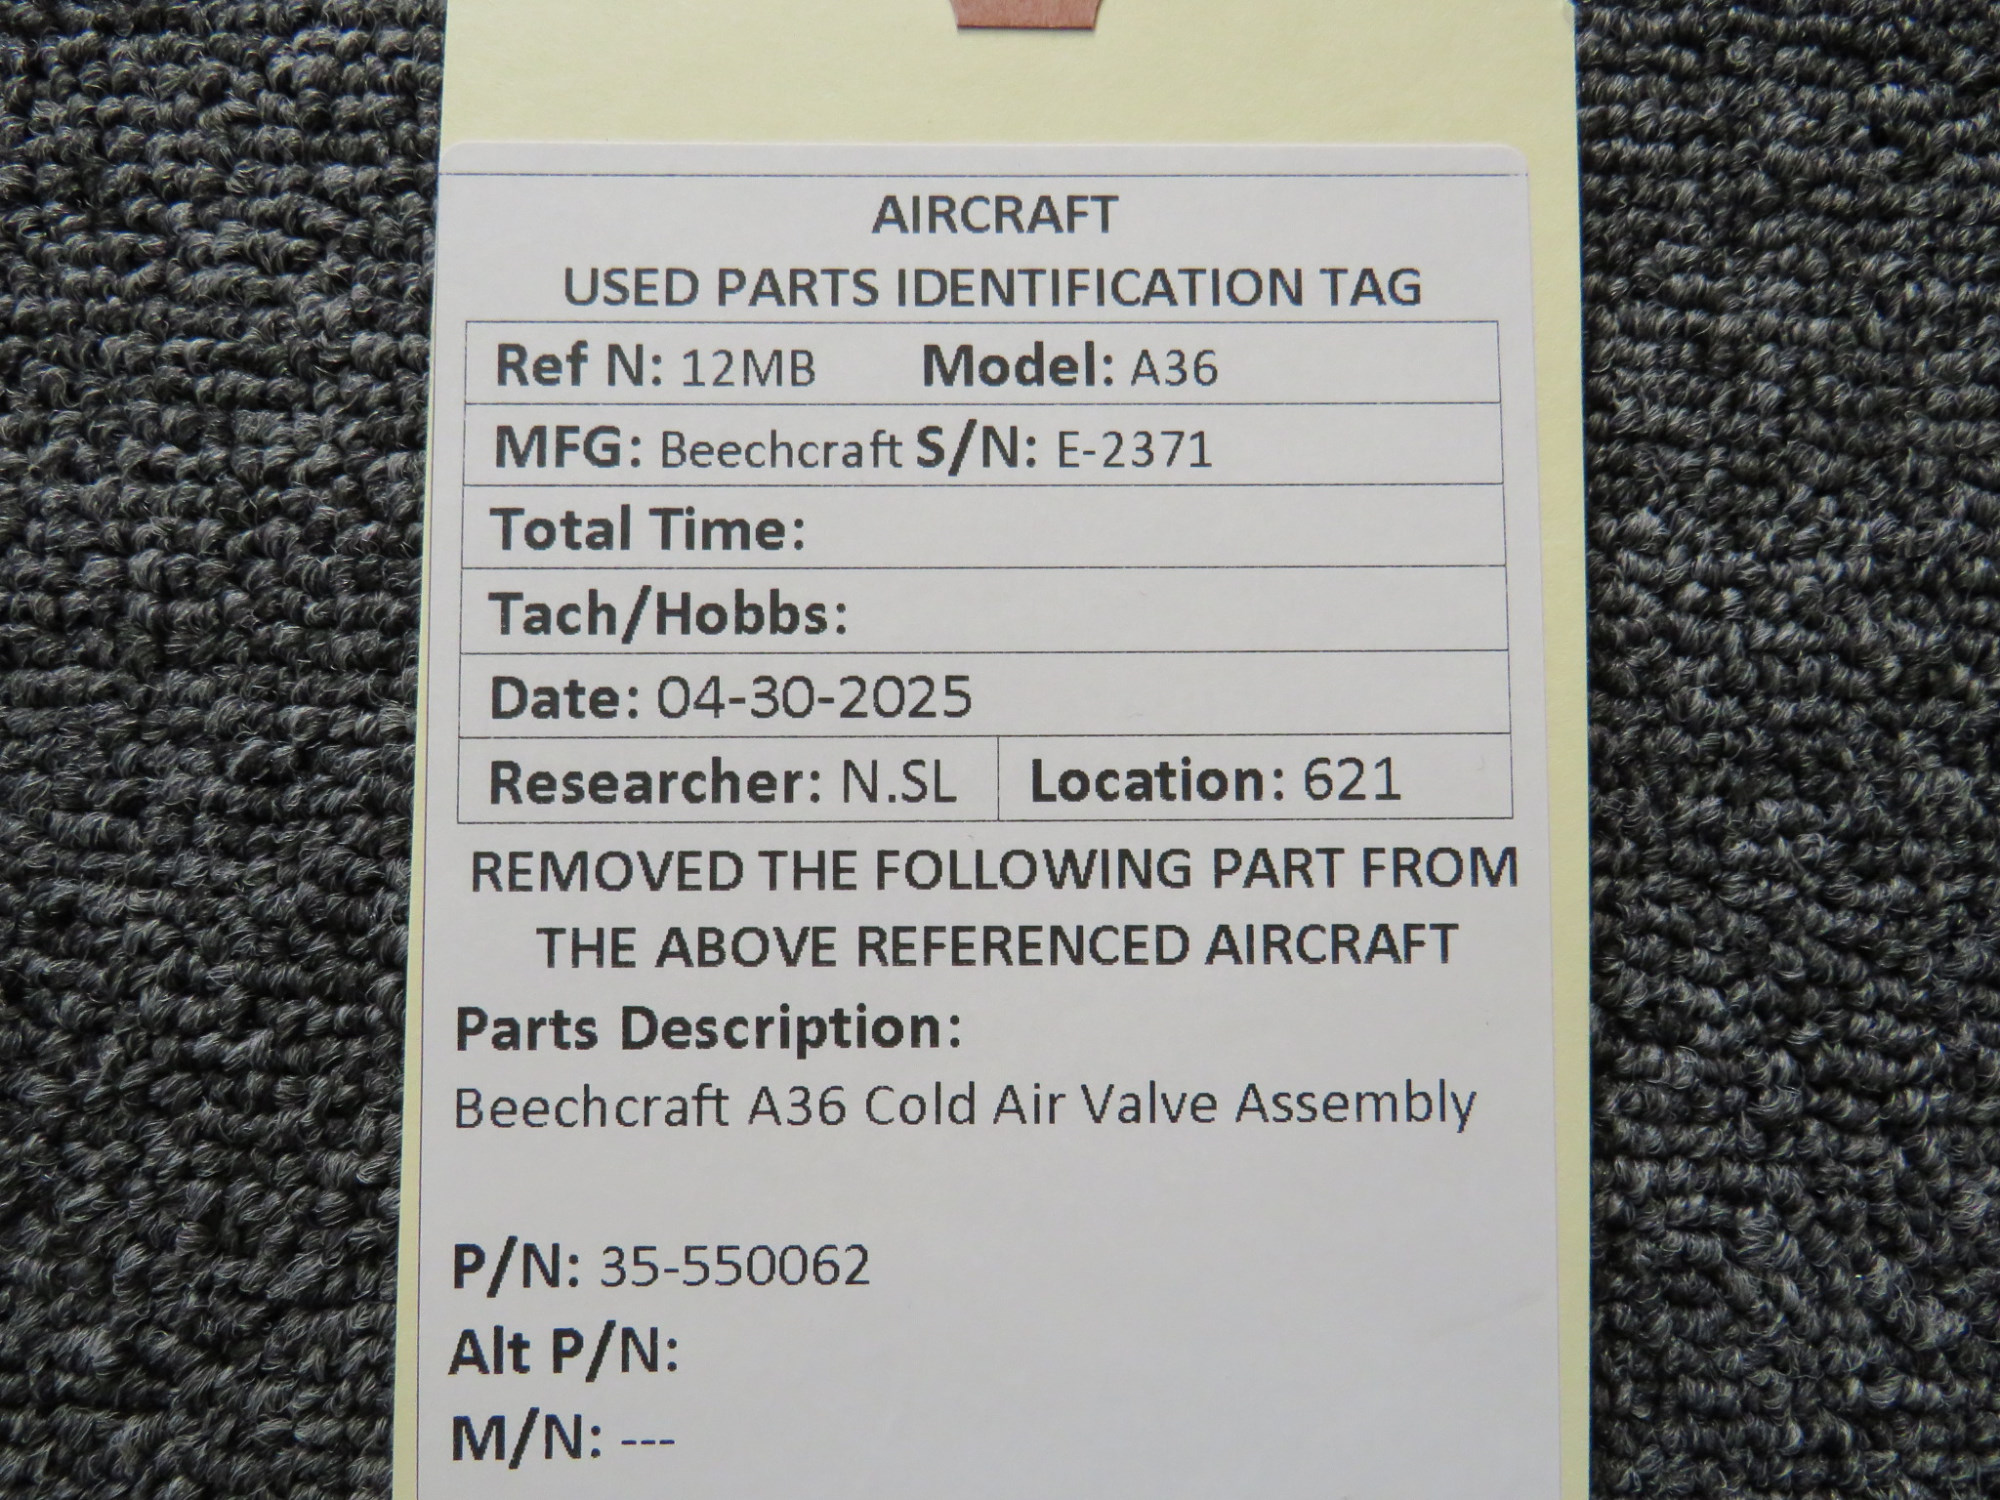 AIRCRAFT
USED PARTS IDENTIFICATION TAG
Ref N: 12MB Model: A36
MFG: Beechcraft S/N: E-2371
Total Time:
Tach/Hobbs:
Date: 04-30-2025
Researcher: N.SL Location: 621
REMOVED THE FOLLOWING PART FROM
THE ABOVE REFERENCED AIRCRAFT
Parts Description:
Beechcraft A36 Cold Air Valve Assembly
P/N: 35-550062
Alt P/N:
M/N: ---